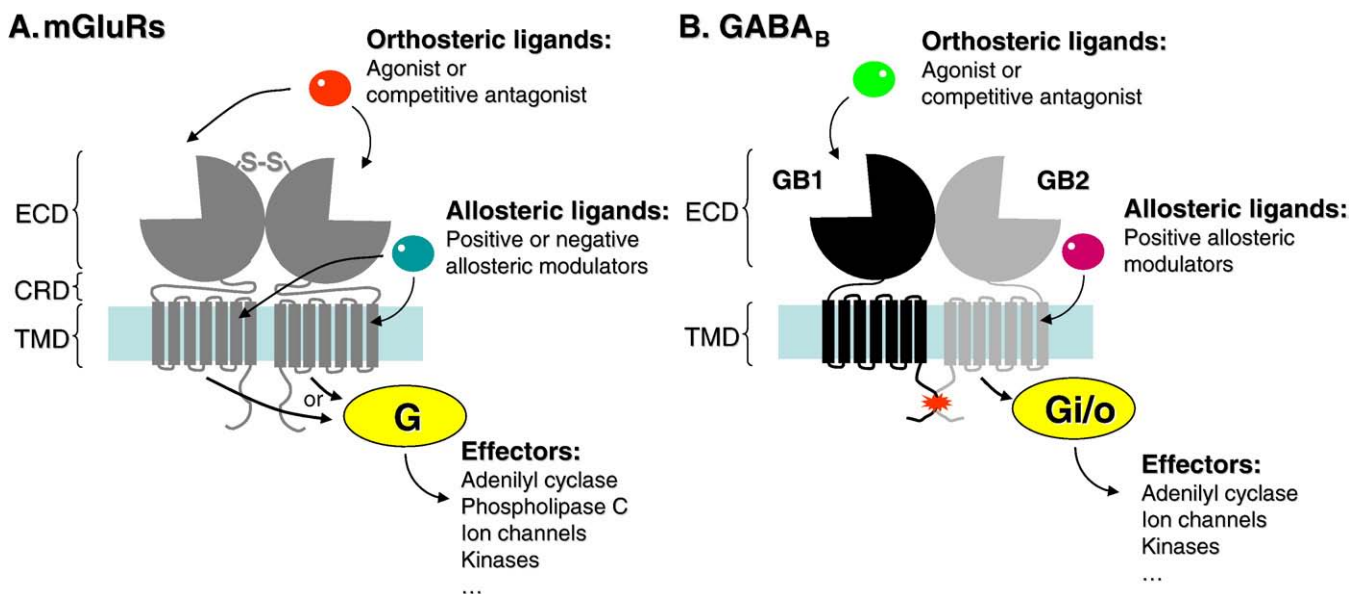 A. mGluRs
Orthosteric ligands:
Agonist or
competitive antagonist
S-S
ECD
Allosteric ligands:
Positive or negative
allosteric modulators
CRD
TMD
or
G
Effectors:
Adenilyl cyclase
Phospholipase C
Ion channels
Kinases
...
B. GABAB
Orthosteric ligands:
Agonist or
competitive antagonist
GB1
GB2
ECD
Allosteric ligands:
Positive allosteric
modulators
TMD
Gi/o
Effectors:
Adenilyl cyclase
Ion channels
Kinases
...